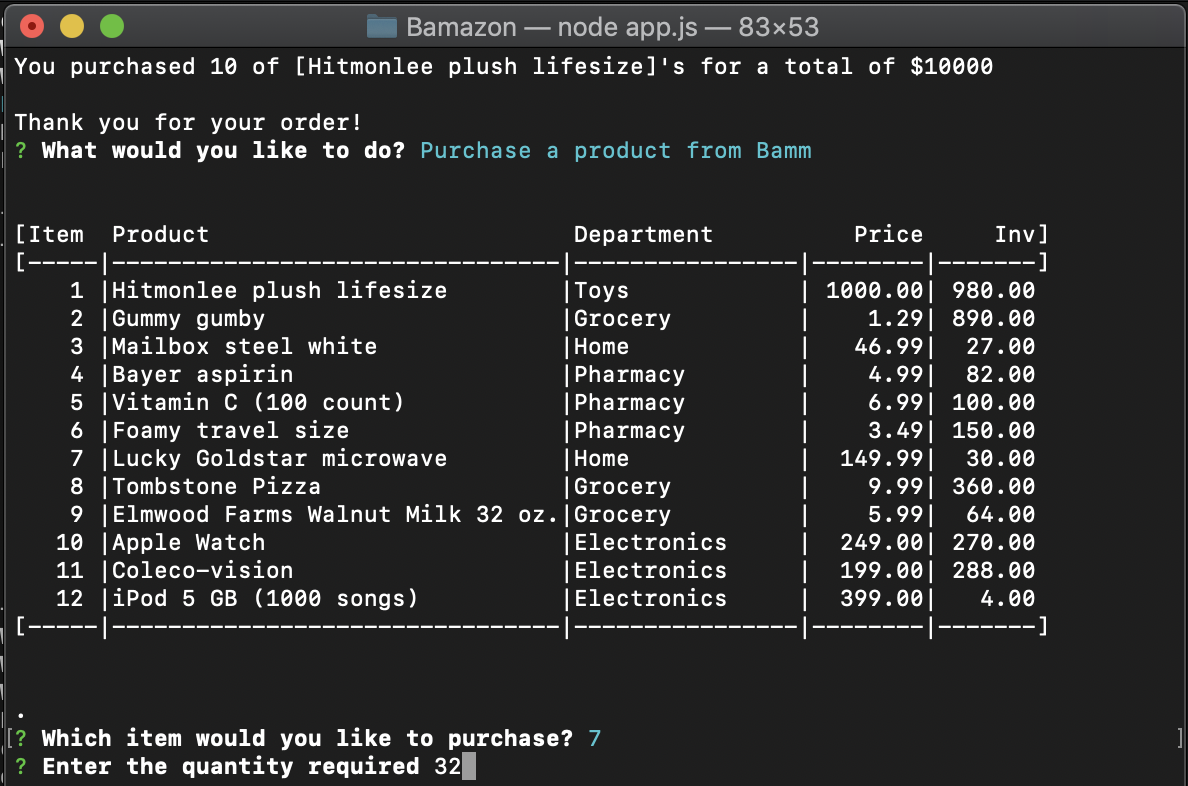 Bamazon — node app.js — 83×53
You purchased 10 of [Hitmonlee plush lifesize]'s for a total of $10000
Thank you for your order!
? What would you like to do? Purchase a product from Bamm
[Item  Product                          Department          Price     Inv]
[-----|--------------------------------|----------------|--------|-------]
    1 |Hitmonlee plush lifesize        |Toys            | 1000.00| 980.00
    2 |Gummy gumby                     |Grocery         |    1.29| 890.00
    3 |Mailbox steel white             |Home            |   46.99|  27.00
    4 |Bayer aspirin                   |Pharmacy        |    4.99|  82.00
    5 |Vitamin C (100 count)           |Pharmacy        |    6.99| 100.00
    6 |Foamy travel size               |Pharmacy        |    3.49| 150.00
    7 |Lucky Goldstar microwave        |Home            |  149.99|  30.00
    8 |Tombstone Pizza                 |Grocery         |    9.99| 360.00
    9 |Elmwood Farms Walnut Milk 32 oz.|Grocery         |    5.99|  64.00
   10 |Apple Watch                     |Electronics     |  249.00| 270.00
   11 |Coleco-vision                   |Electronics     |  199.00| 288.00
   12 |iPod 5 GB (1000 songs)          |Electronics     |  399.00|   4.00
[-----|--------------------------------|----------------|--------|-------]
.
[? Which item would you like to purchase? 7 ]
? Enter the quantity required 32